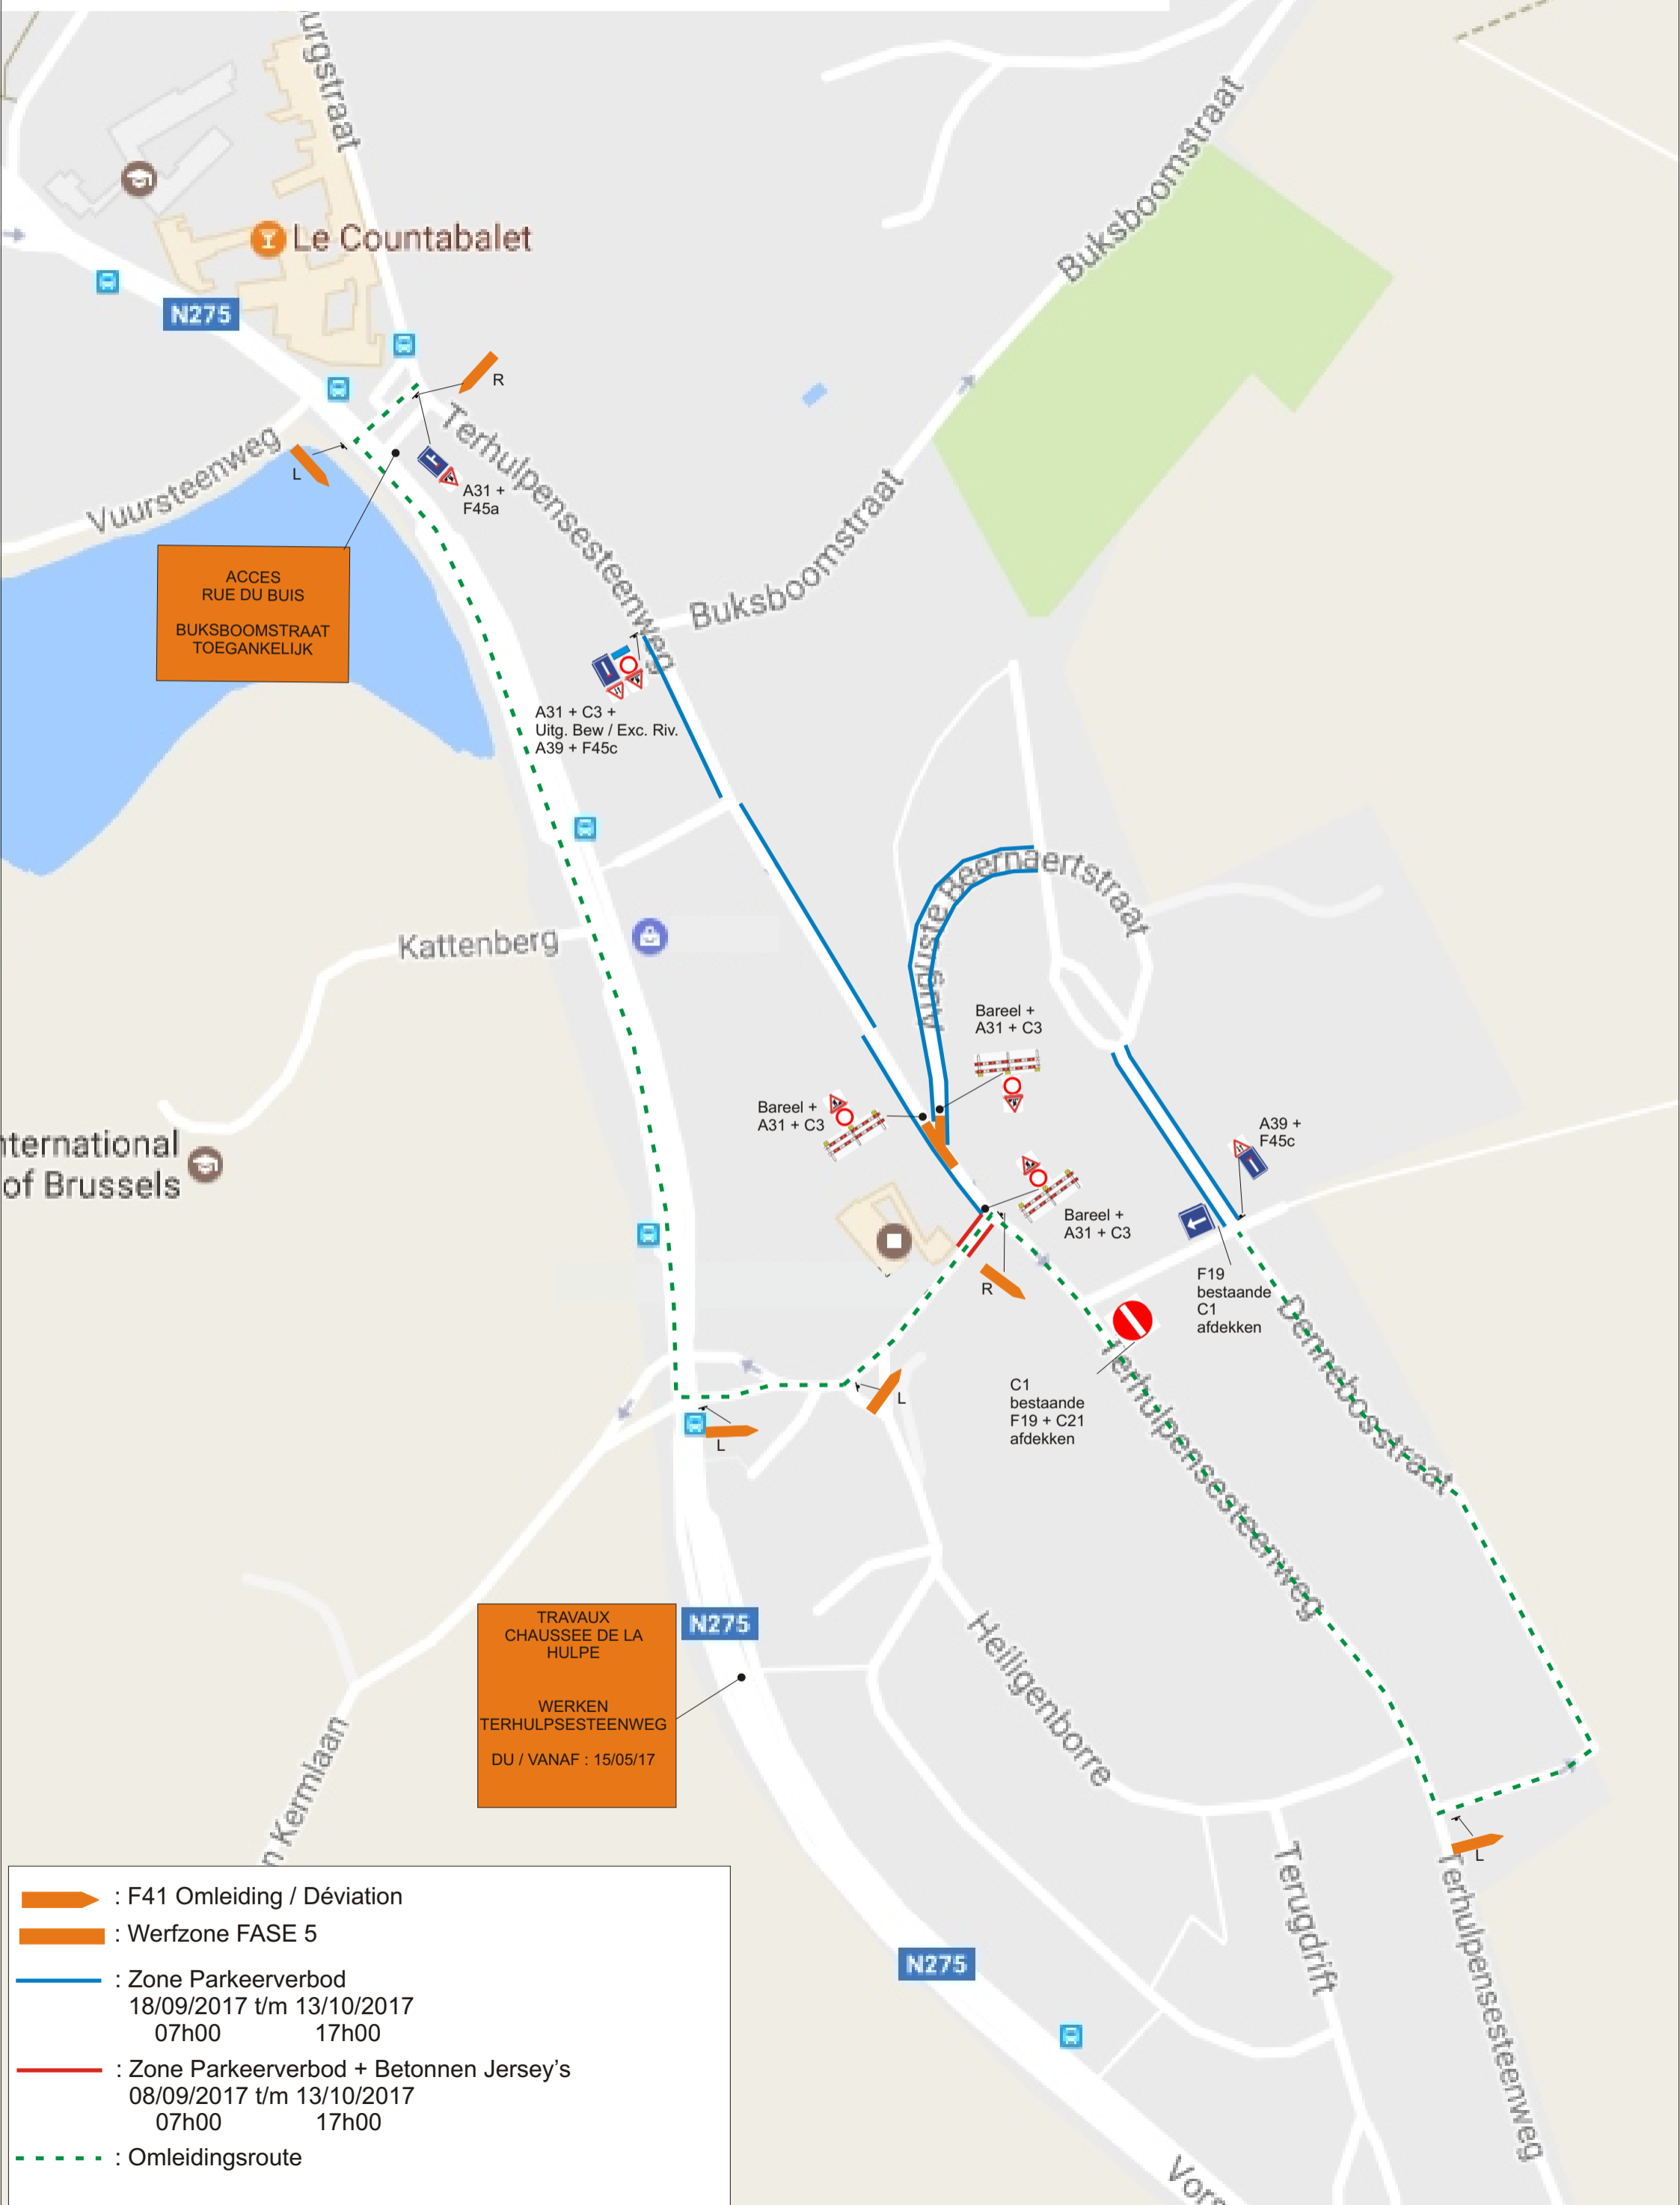 urgstraat
Le Countabalet
N275
R
L
Vuursteenweg
Terhulpensesteenweg
A31 +
F45a
Buksboomstraat
Buksboomstraat
ACCES
RUE DU BUIS
BUKSBOOMSTRAAT
TOEGANKELIJK
A31 + C3 +
Uitg. Bew / Exc. Riv.
A39 + F45c
Auguste Beernaertstraat
Kattenberg
Bareel +
A31 + C3
Bareel +
A31 + C3
A39 +
F45c
nternational
of Brussels
Bareel +
A31 + C3
R
F19
bestaande
C1
afdekken
Dennebosstraat
Terhulpensesteenweg
C1
bestaande
F19 + C21
afdekken
L
L
TRAVAUX
CHAUSSEE DE LA
HULPE
WERKEN
TERHULPSESTEENWEG
DU / VANAF : 15/05/17
N275
Heiligenborre
n Kermlaan
L
Terugdrift
Terhulpensesteenweg
N275
Vors
: F41 Omleiding / Déviation
: Werfzone FASE 5
: Zone Parkeerverbod
18/09/2017 t/m 13/10/2017
07h00 17h00
: Zone Parkeerverbod + Betonnen Jersey's
08/09/2017 t/m 13/10/2017
07h00 17h00
: Omleidingsroute